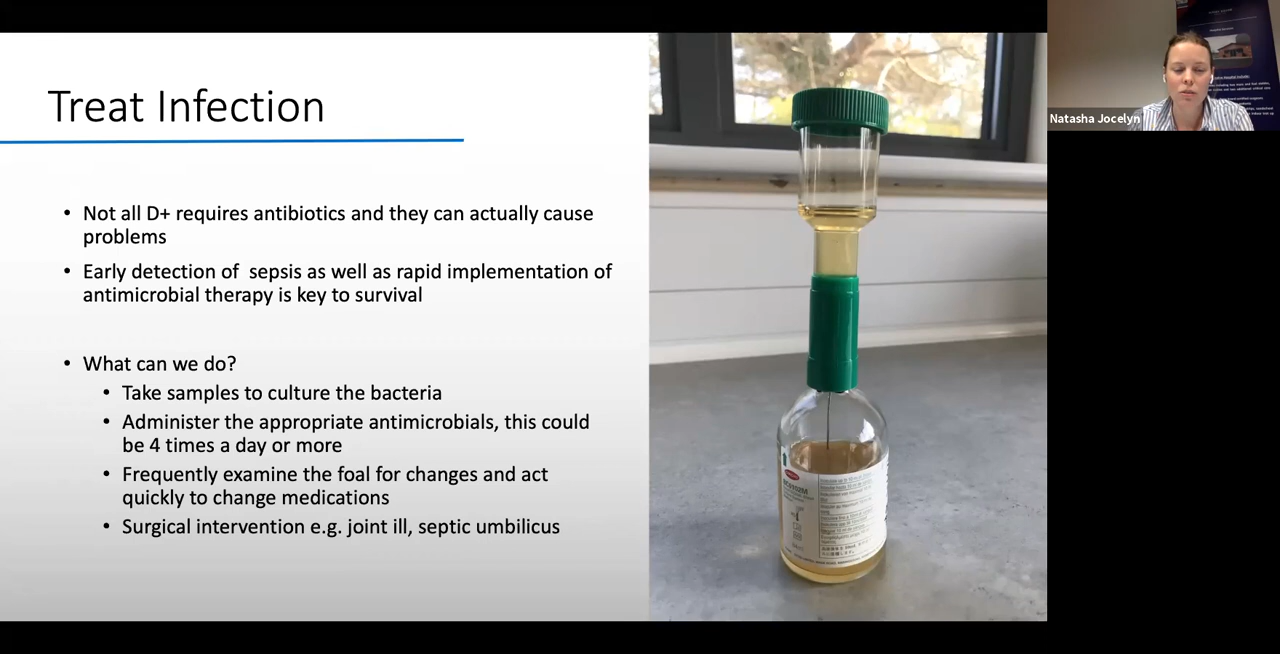 Treat Infection
• Not all D+ requires antibiotics and they can actually cause
problems
• Early detection of  sepsis as well as rapid implementation of
antimicrobial therapy is key to survival
• What can we do?
• Take samples to culture the bacteria
• Administer the appropriate antimicrobials, this could
be 4 times a day or more
• Frequently examine the foal for changes and act
quickly to change medications
• Surgical intervention e.g. joint ill, septic umbilicus
Natasha Jocelyn